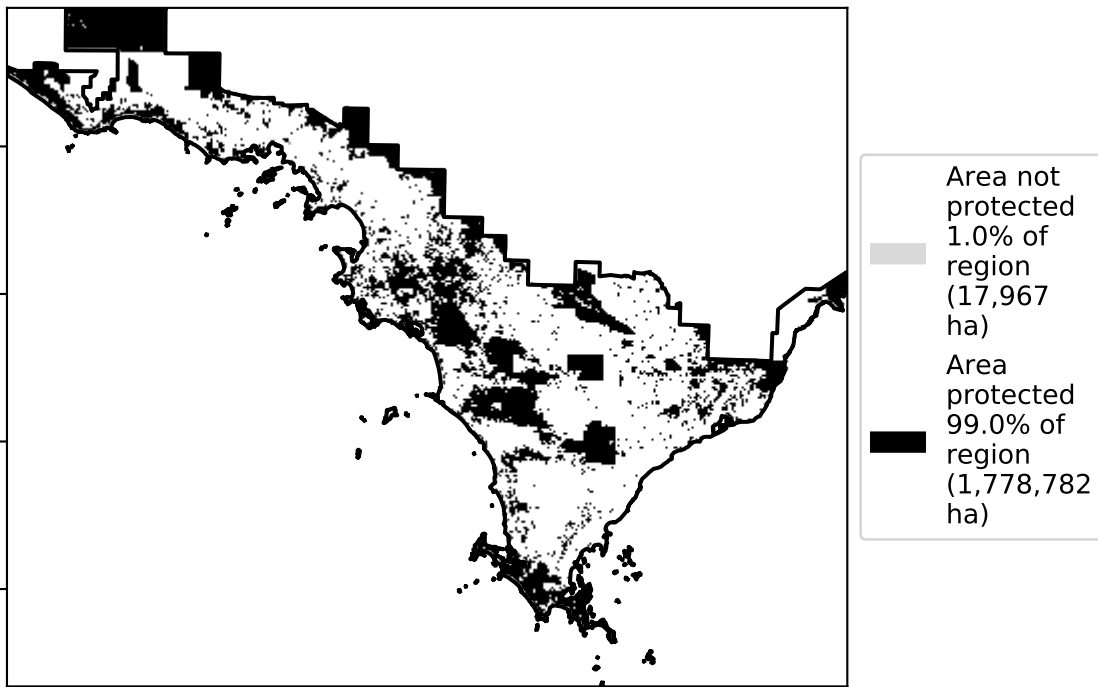 Area not
protected
1.0% of
region
(17,967
ha)
Area
protected
99.0% of
region
(1,778,782
ha)